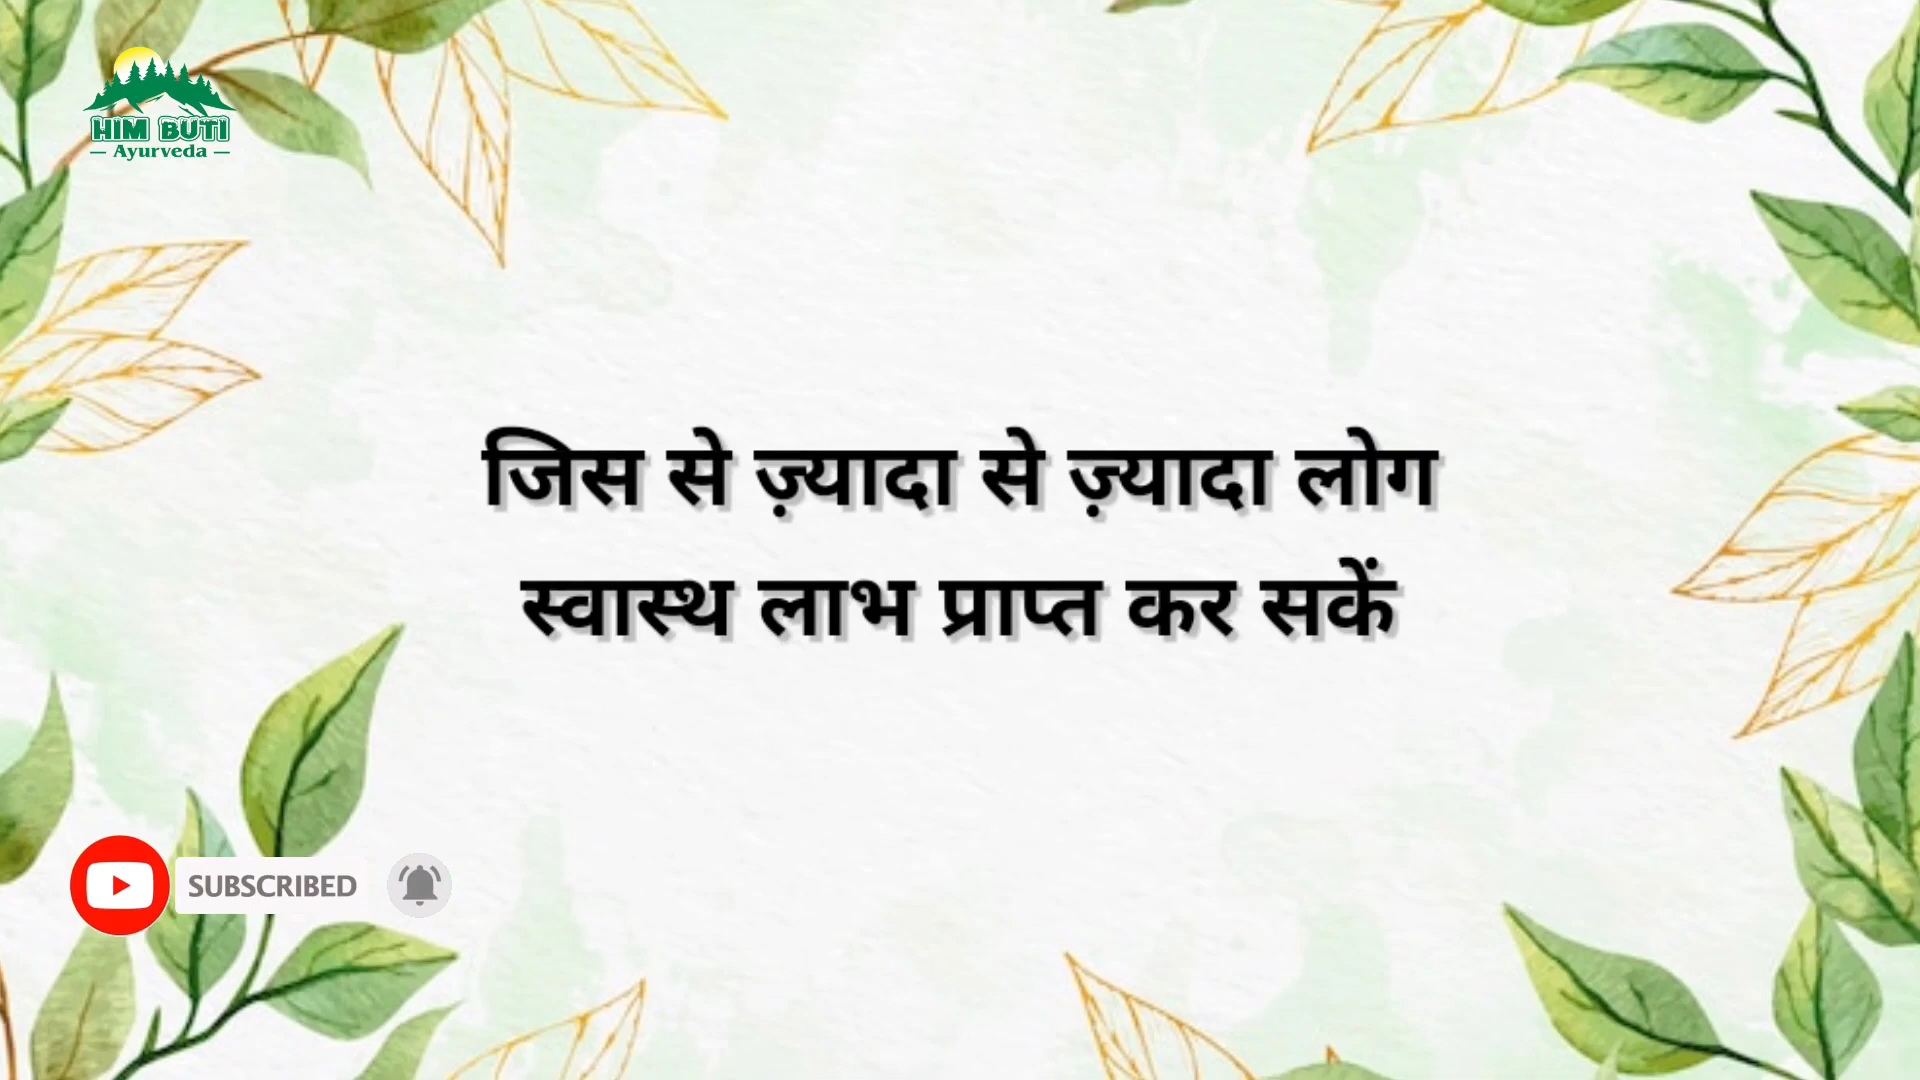 HIM BUTI
Ayurveda
जिस से ज़्यादा से ज़्यादा लोग
स्वास्थ लाभ प्राप्त कर सकें
SUBSCRIBED